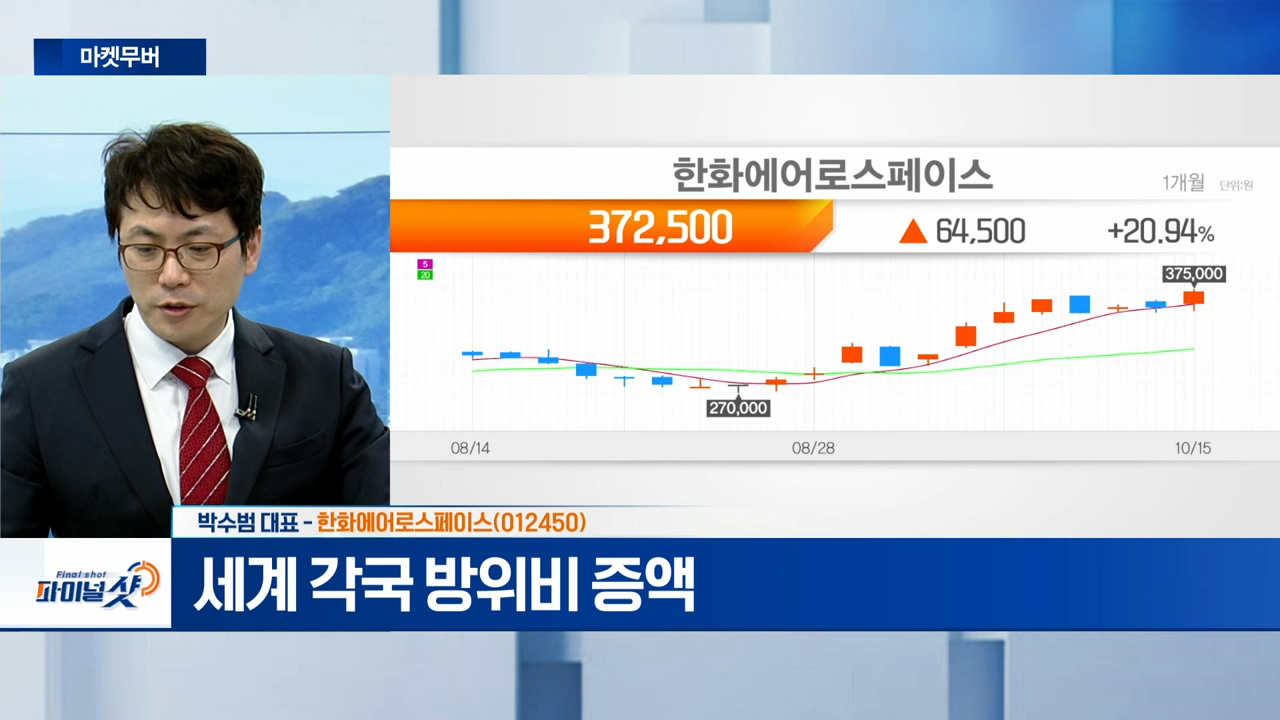 마켓무버
한화에어로스페이스
1개월 단위:원
372,500 ▲ 64,500 +20.94%
5
20
375,000
270,000
08/14 08/28 10/15
박수범 대표 - 한화에어로스페이스(012450)
Final shot
파이널샷
세계 각국 방위비 증액